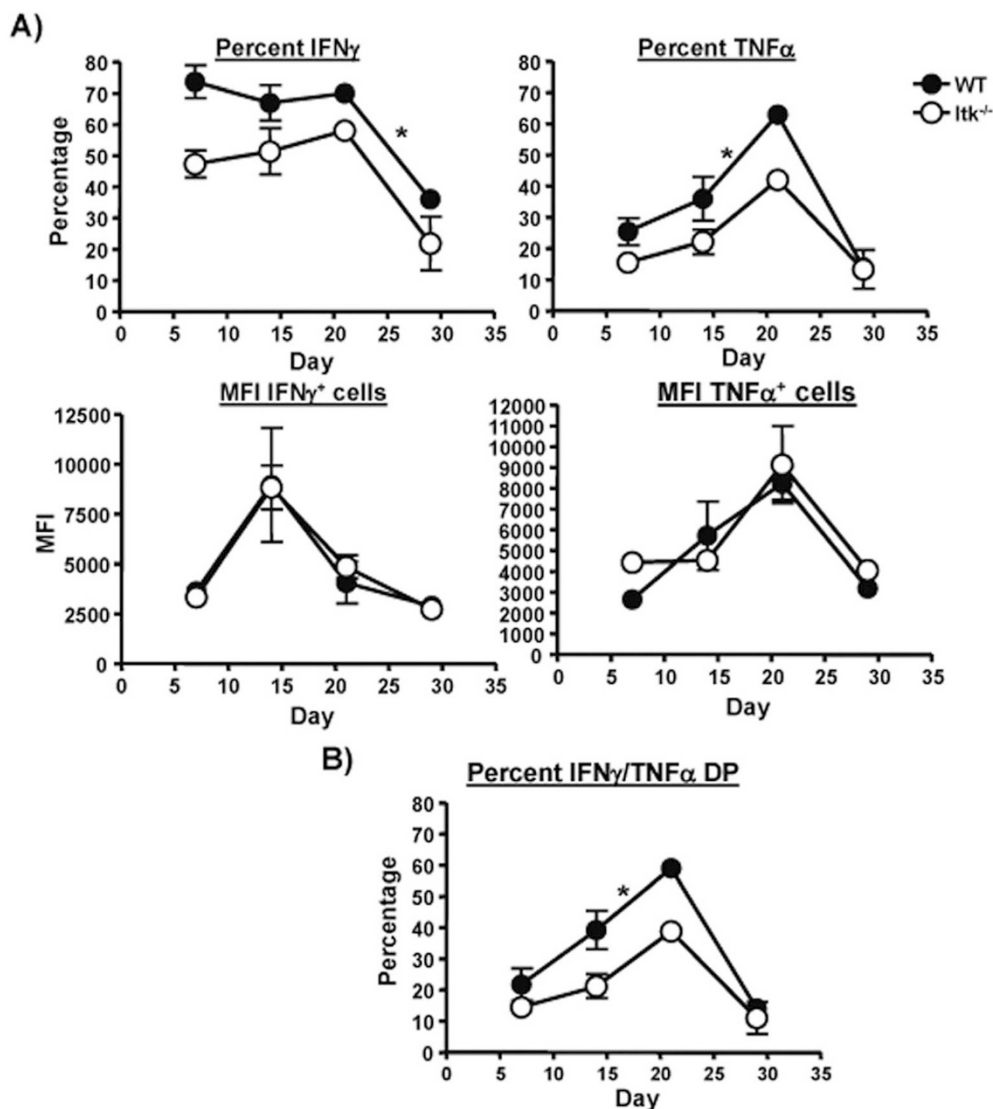 A)
Percent IFNγ
Percent TNFα
WT
Itk-/-
80
70
60
50
40
30
20
10
0
Percentage
*
0 5 10 15 20 25 30 35
Day
80
70
60
50
40
30
20
10
0
*
0 5 10 15 20 25 30 35
Day
MFI IFNγ+ cells
12500
10000
7500
5000
2500
0
MFI
0 5 10 15 20 25 30 35
Day
MFI TNFα+ cells
12000
11000
10000
9000
8000
7000
6000
5000
4000
3000
2000
1000
0
0 5 10 15 20 25 30 35
Day
B)
Percent IFNγ/TNFα DP
80
70
60
50
40
30
20
10
0
Percentage
*
0 5 10 15 20 25 30 35
Day